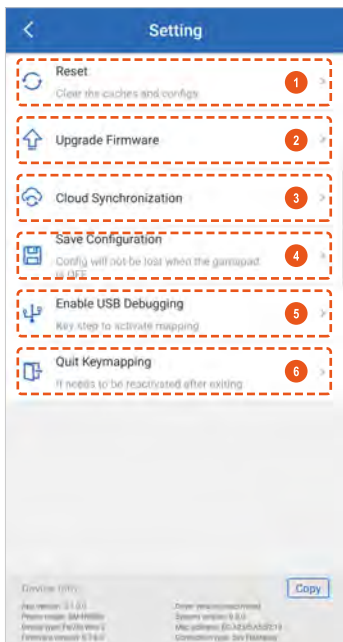 Setting
Reset
Clear the caches and configs
1
Upgrade Firmware
2
Cloud Synchronization
3
Save Configuration
Config will not be lost when the gamepad
is OFF
4
Enable USB Debugging
Key step to activate mapping
5
Quit Keymapping
It needs to be reactivated after exiting
6
Device Info
Copy